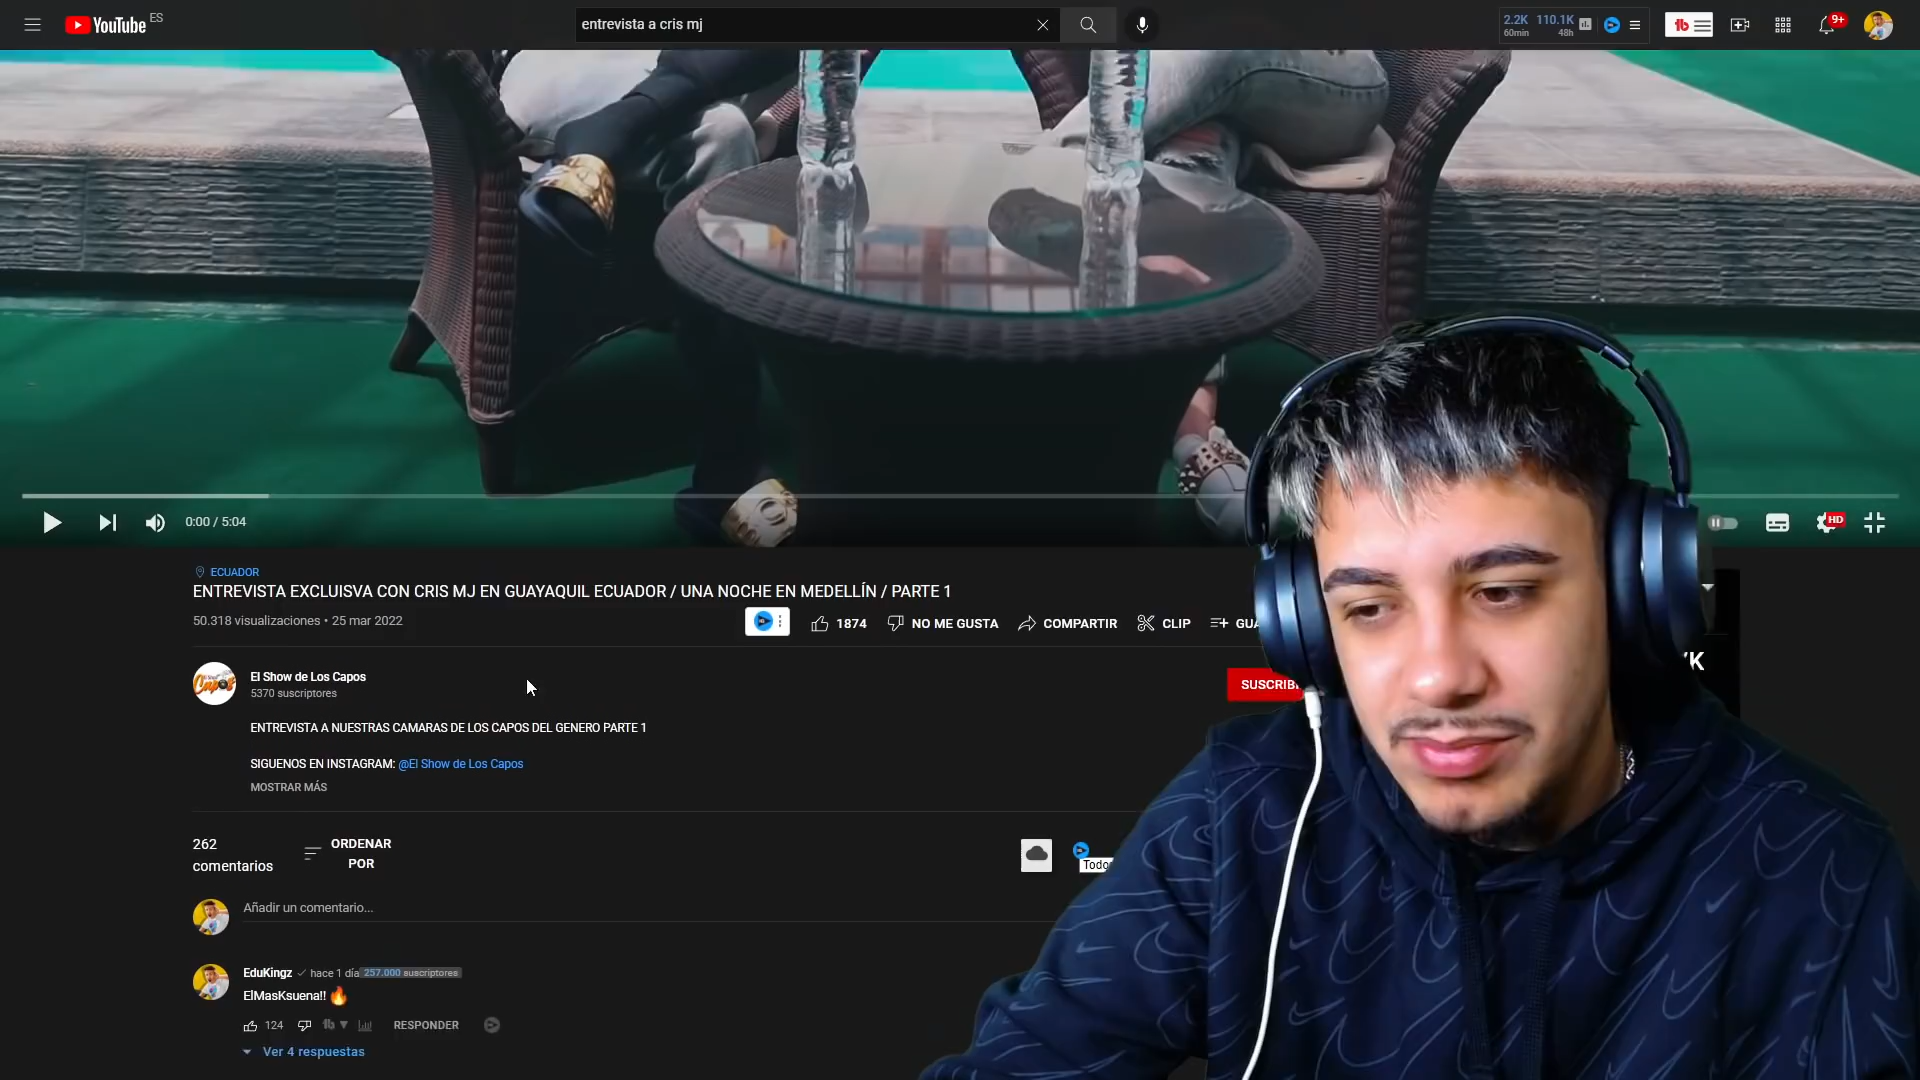 YouTube ES
entrevista a cris mj
2.2K 110.1K
60min 48h
9+
0:00 / 5:04
HD
ECUADOR
ENTREVISTA EXCLUISVA CON CRIS MJ EN GUAYAQUIL ECUADOR / UNA NOCHE EN MEDELLÍN / PARTE 1
50.318 visualizaciones • 25 mar 2022
1874 NO ME GUSTA COMPARTIR CLIP GUA
El Show de Los Capos
5370 suscriptores
SUSCRIB
ENTREVISTA A NUESTRAS CAMARAS DE LOS CAPOS DEL GENERO PARTE 1
SIGUENOS EN INSTAGRAM: @El Show de Los Capos
MOSTRAR MÁS
262
comentarios
ORDENAR
POR
Todo
Añadir un comentario...
EduKingz hace 1 día 257.000 suscriptores
ElMasKsuena!! 🔥
124 RESPONDER
Ver 4 respuestas